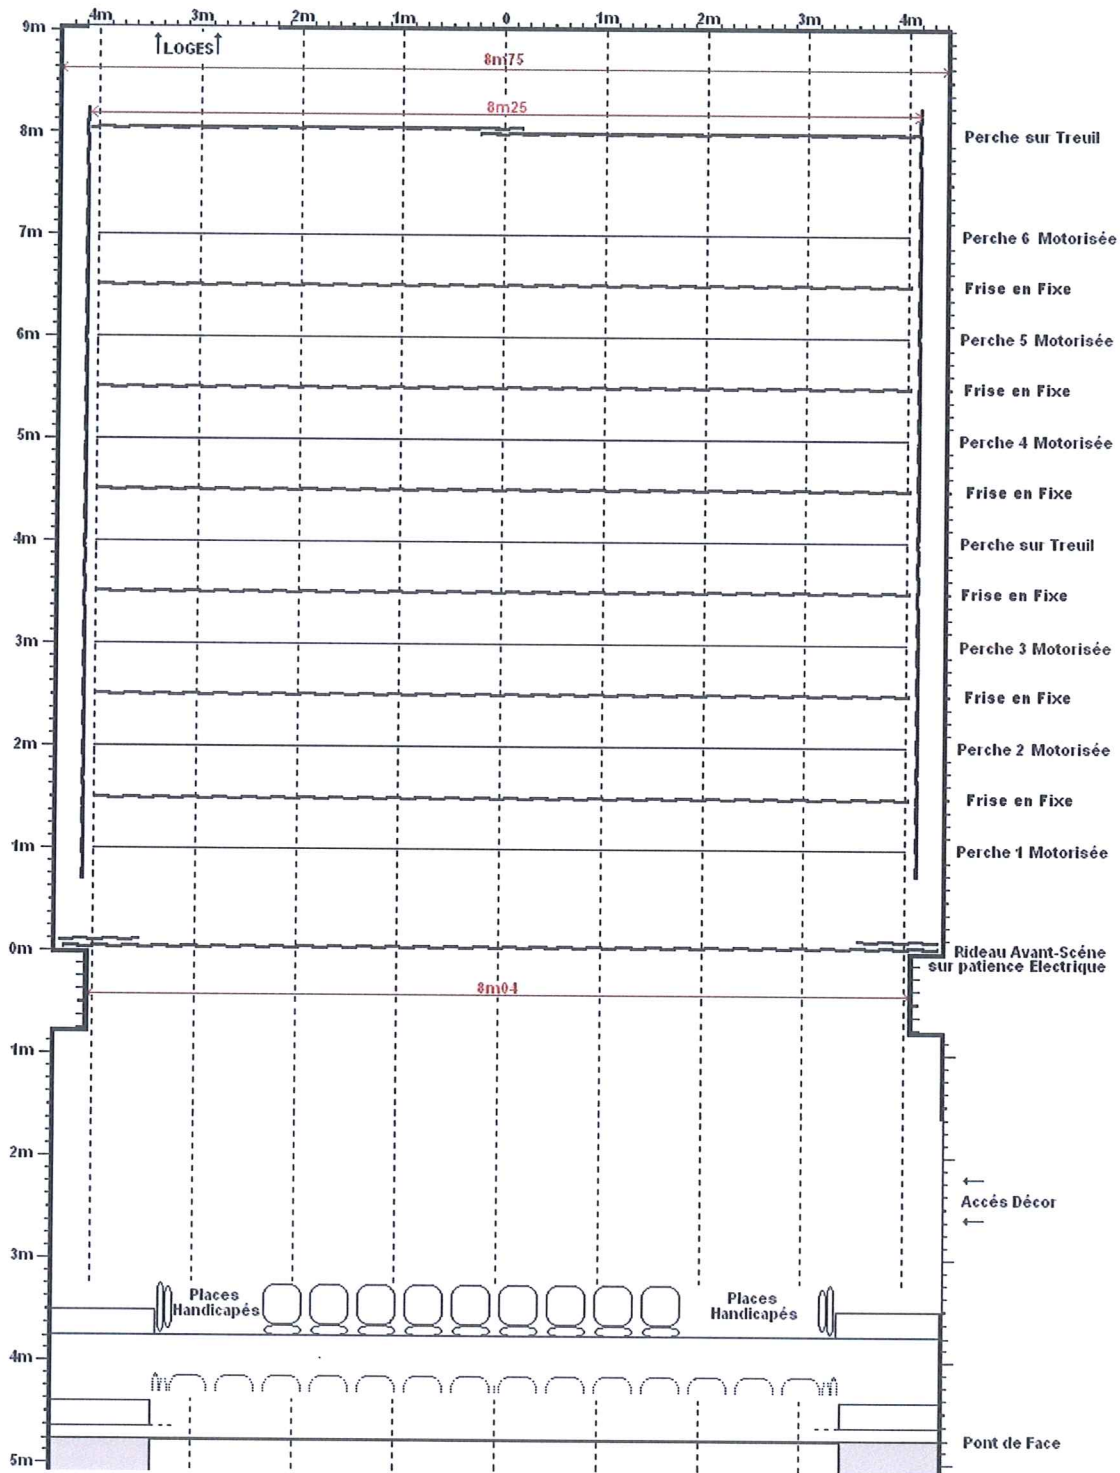 4m 3m 2m 1m 0 1m 2m 3m 4m
9m
↑LOGES↑
8m75
8m25
8m
Perche sur Treuil
7m
Perche 6 Motorisée
Frise en Fixe
6m
Perche 5 Motorisée
Frise en Fixe
5m
Perche 4 Motorisée
Frise en Fixe
4m
Perche sur Treuil
Frise en Fixe
3m
Perche 3 Motorisée
Frise en Fixe
2m
Perche 2 Motorisée
Frise en Fixe
1m
Perche 1 Motorisée
0m
Rideau Avant-Scéne
sur patience Electrique
8m04
1m
2m
Accés Décor
3m
Places
Handicapés
Places
Handicapés
4m
Pont de Face
5m